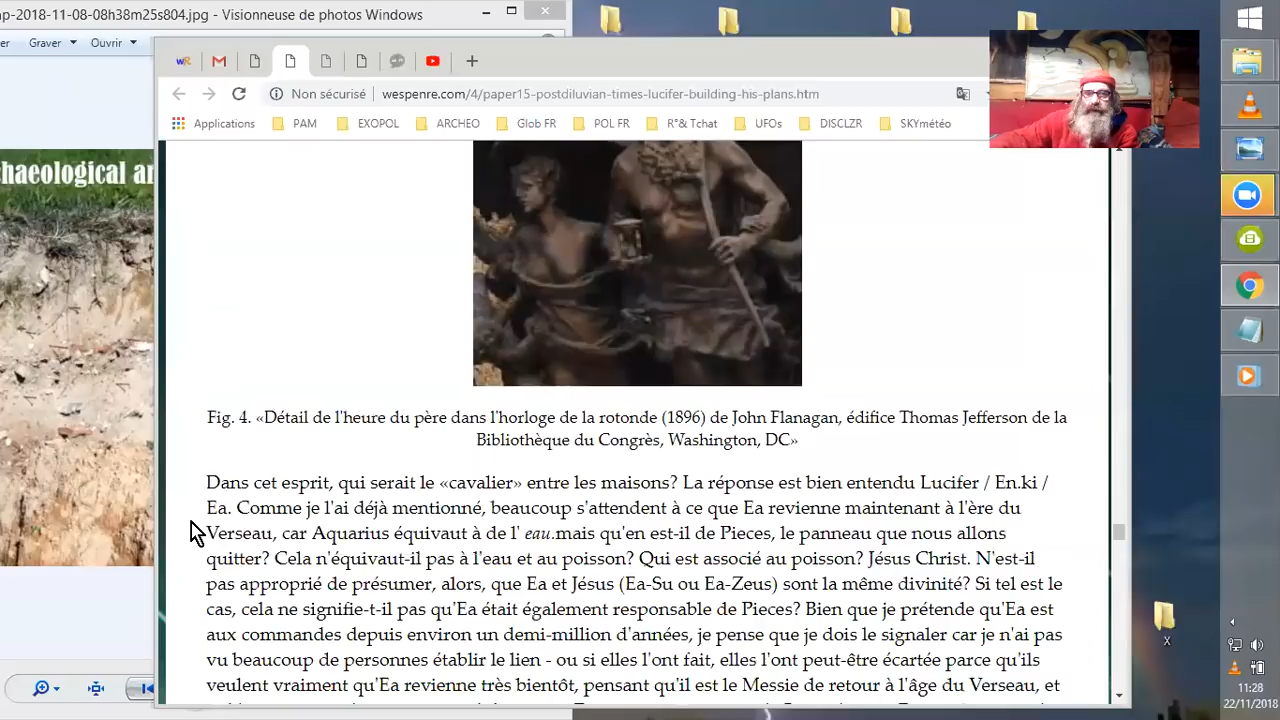 ap-2018-11-08-08h38m25s804.jpg - Visionneuse de photos Windows
Graver
Ouvrir
wespenre.com/4/paper15-postdiluvian-times-lucifer-building-his-plans.htm
Applications
PAM
EXOPOL
ARCHEO
Glob FR
POL FR
R°& Tchat
UFOs
DISCLZR
SKYmétéo
chaeological ar
Fig. 4. «Détail de l'heure du père dans l'horloge de la rotonde (1896) de John Flanagan, édifice Thomas Jefferson de la
Bibliothèque du Congrès, Washington, DC»
Dans cet esprit, qui serait le «cavalier» entre les maisons? La réponse est bien entendu Lucifer / En.ki /
Ea. Comme je l'ai déjà mentionné, beaucoup s'attendent à ce que Ea revienne maintenant à l'ère du
Verseau, car Aquarius équivaut à de l' eau.mais qu'en est-il de Pieces, le panneau que nous allons
quitter? Cela n'équivaut-il pas à l'eau et au poisson? Qui est associé au poisson? Jésus Christ. N'est-il
pas approprié de présumer, alors, que Ea et Jésus (Ea-Su ou Ea-Zeus) sont la même divinité? Si tel est le
cas, cela ne signifie-t-il pas qu'Ea était également responsable de Pieces? Bien que je prétende qu'Ea est
aux commandes depuis environ un demi-million d'années, je pense que je dois le signaler car je n'ai pas
vu beaucoup de personnes établir le lien - ou si elles l'ont fait, elles l'ont peut-être écartée parce qu'ils
veulent vraiment qu'Ea revienne très bientôt, pensant qu'il est le Messie de retour à l'âge du Verseau, et
X
11:28
22/11/2018